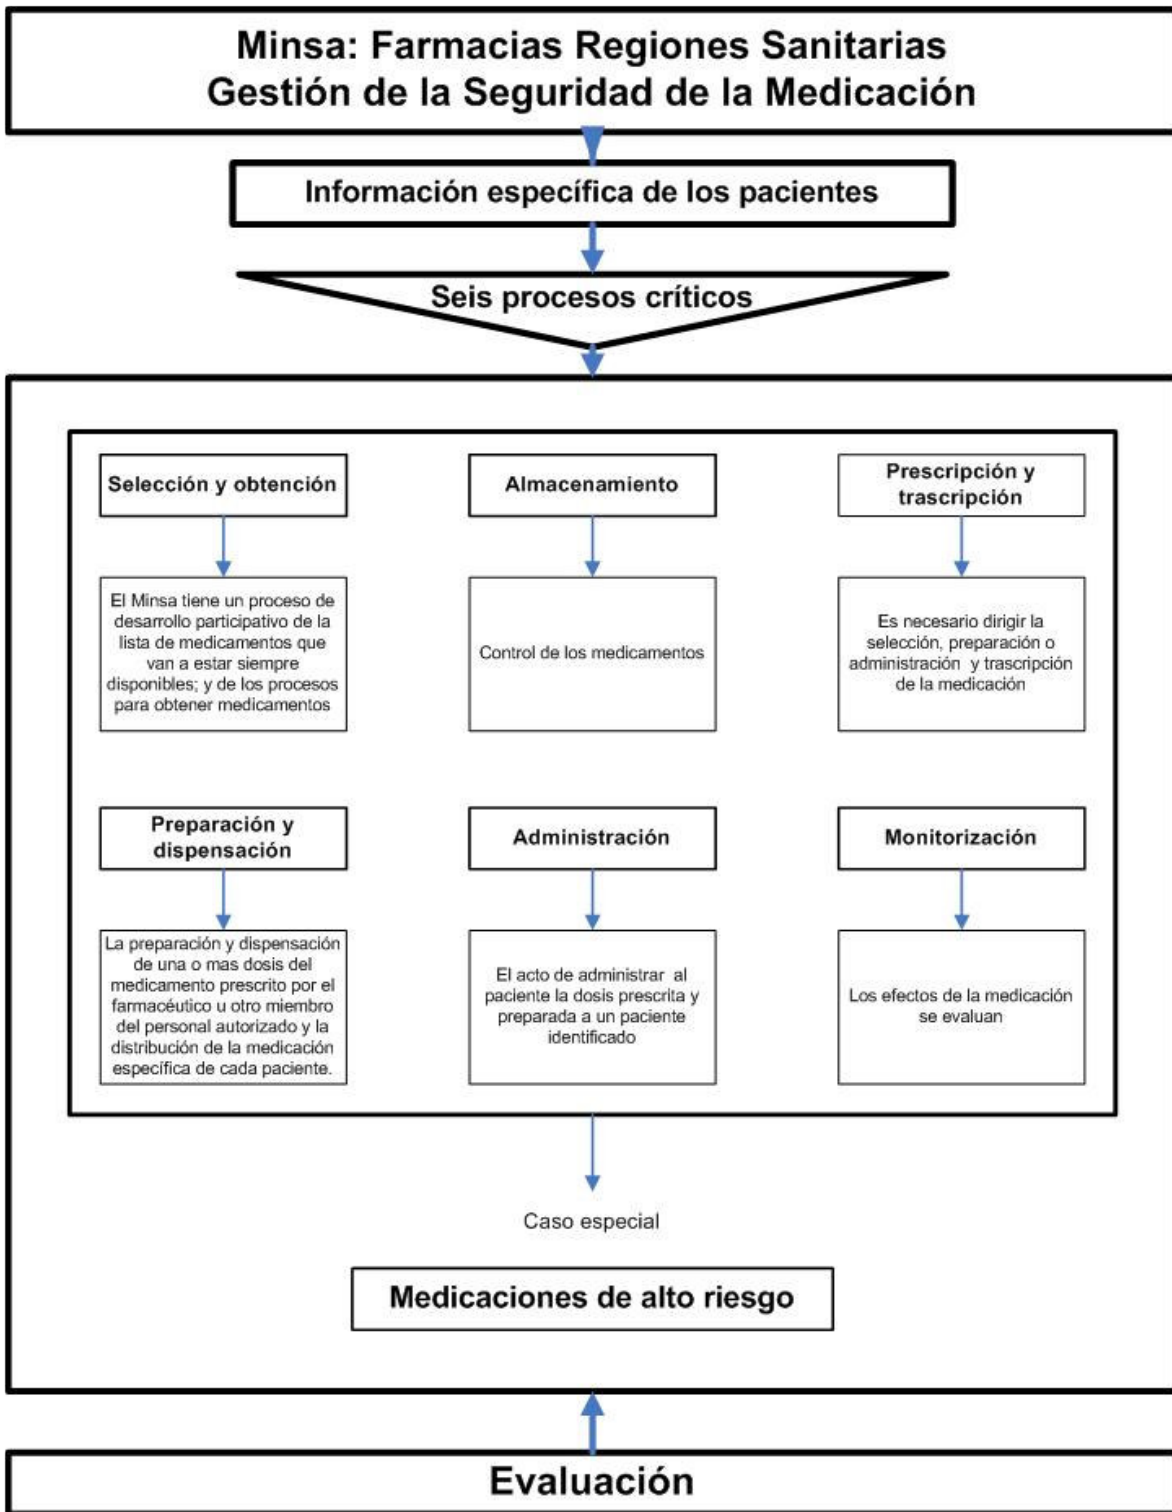 Minsa: Farmacias Regiones Sanitarias
Gestión de la Seguridad de la Medicación
Información específica de los pacientes
Seis procesos críticos
Selección y obtención
El Minsa tiene un proceso de
desarrollo participativo de la
lista de medicamentos que
van a estar siempre
disponibles; y de los procesos
para obtener medicamentos
Almacenamiento
Control de los medicamentos
Prescripción y
trascripción
Es necesario dirigir la
selección, preparación o
administración y trascripción
de la medicación
Preparación y
dispensación
La preparación y dispensación
de una o mas dosis del
medicamento prescrito por el
farmacéutico u otro miembro
del personal autorizado y la
distribución de la medicación
específica de cada paciente.
Administración
El acto de administrar al
paciente la dosis prescrita y
preparada a un paciente
identificado
Monitorización
Los efectos de la medicación
se evaluan
Caso especial
Medicaciones de alto riesgo
Evaluación